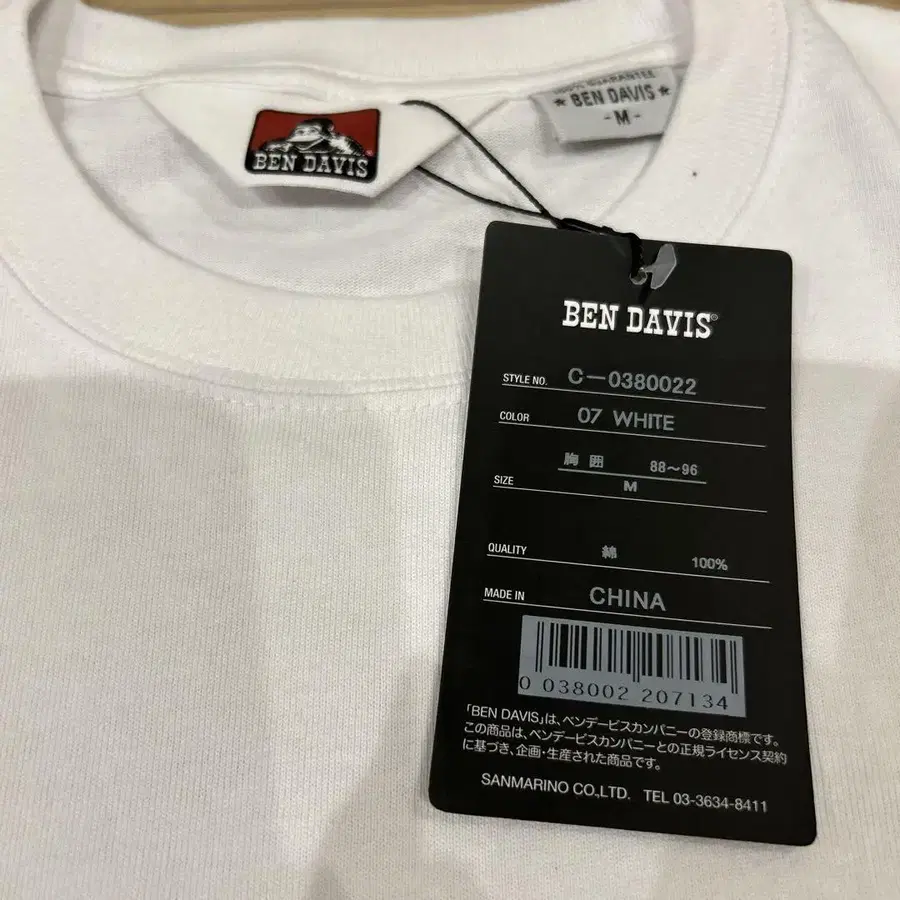 BEN DAVIS
100% GUARANTEE
★ BEN DAVIS ★
-M-
BEN DAVIS®
STYLE NO. C-0380022
COLOR 07 WHITE
胸囲 88~96
SIZE M
QUALITY 綿 100%
MADE IN CHINA
0 038002 207134
「BEN DAVIS」は、ベンデービスカンパニーの登録商標です。
この商品は、ベンデービスカンパニーとの正規ライセンス契約
に基づき、企画・生産された商品です。
SANMARINO CO.,LTD. TEL 03-3634-8411